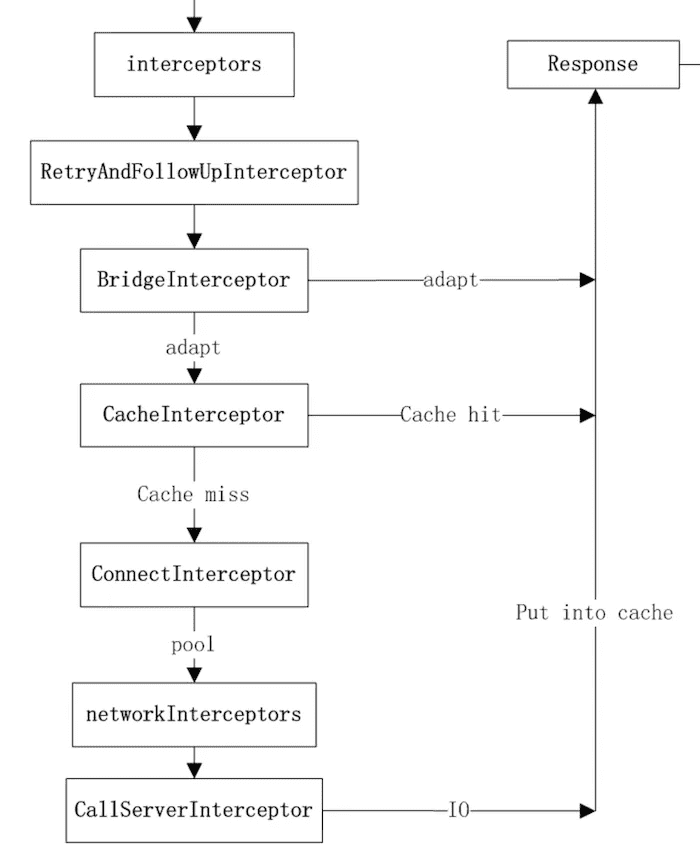 interceptors
Response
RetryAndFollowUpInterceptor
BridgeInterceptor
adapt
adapt
CacheInterceptor
Cache hit
Cache miss
ConnectInterceptor
Put into cache
pool
networkInterceptors
CallServerInterceptor
IO